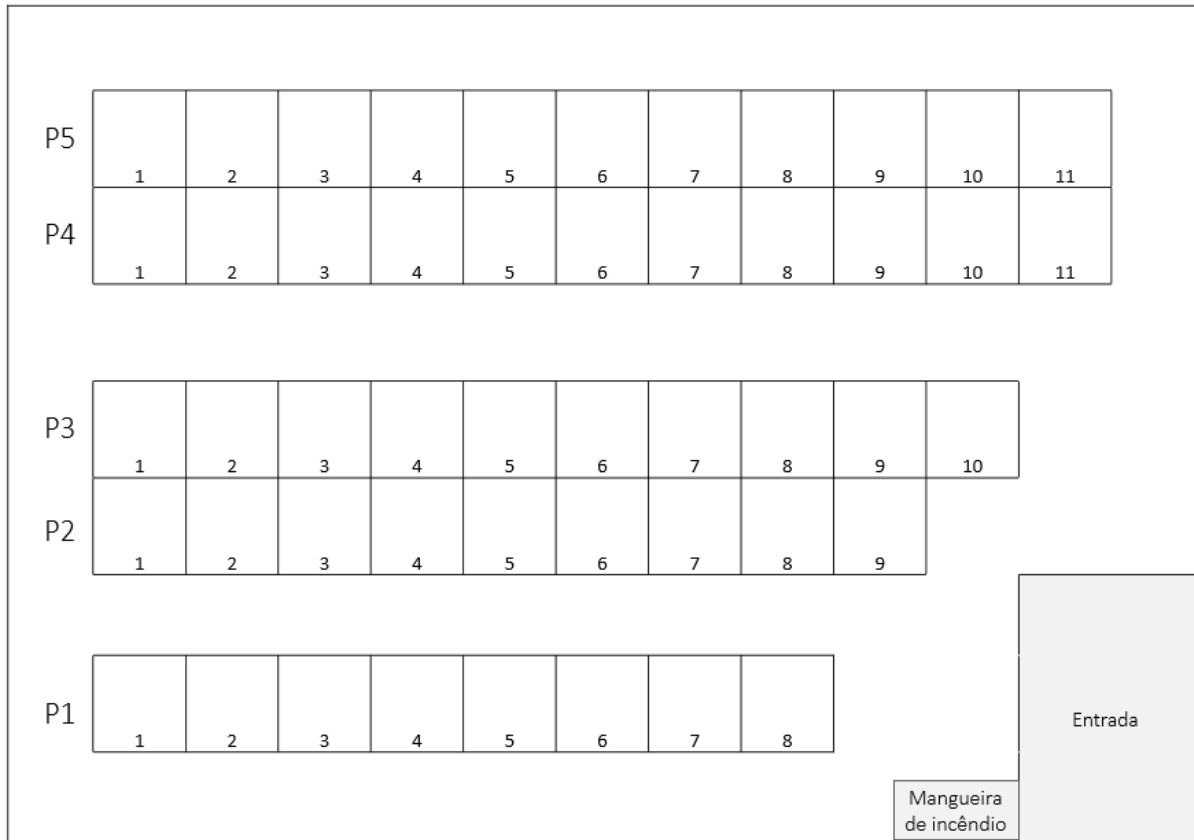 P5
1 2 3 4 5 6 7 8 9 10 11
P4
1 2 3 4 5 6 7 8 9 10 11
P3
1 2 3 4 5 6 7 8 9 10
P2
1 2 3 4 5 6 7 8 9
P1
1 2 3 4 5 6 7 8
Entrada
Mangueira
de incêndio